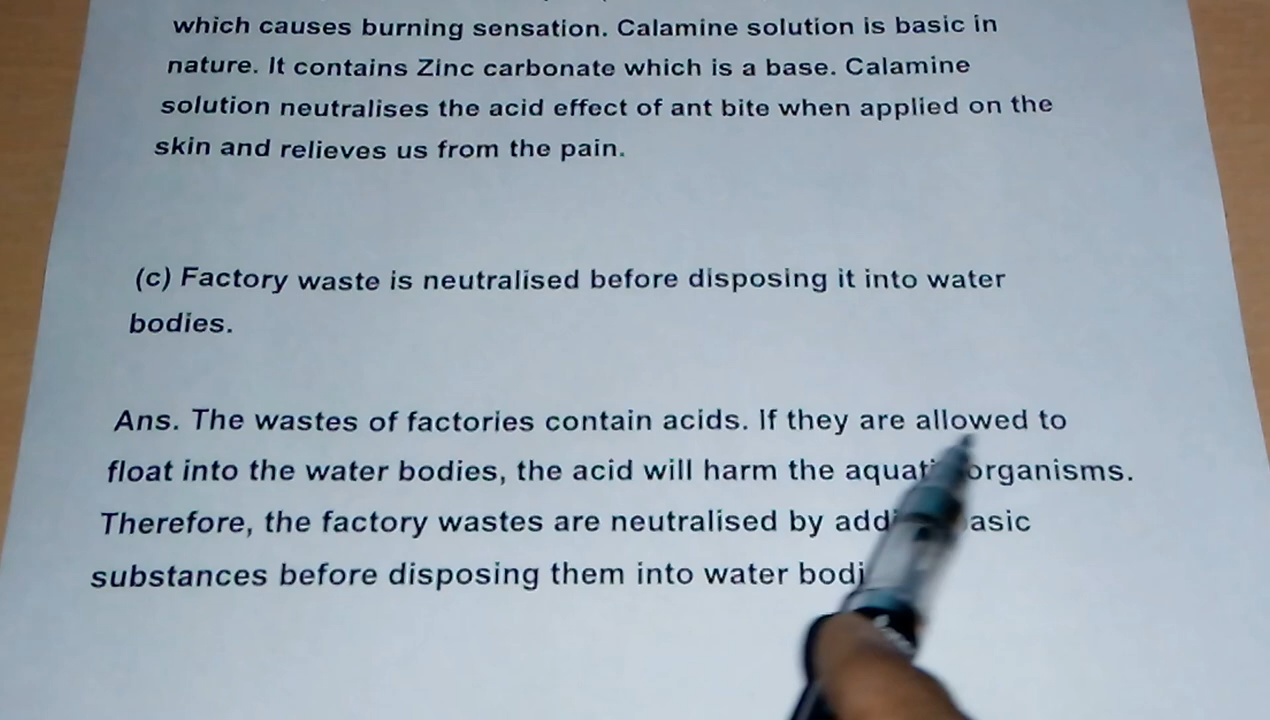 which causes burning sensation. Calamine solution is basic in
nature. It contains Zinc carbonate which is a base. Calamine
solution neutralises the acid effect of ant bite when applied on the
skin and relieves us from the pain.
(c) Factory waste is neutralised before disposing it into water
bodies.
Ans. The wastes of factories contain acids. If they are allowed to
float into the water bodies, the acid will harm the organisms.
Therefore, the factory wastes are neutralised by
substances before disposing them into water